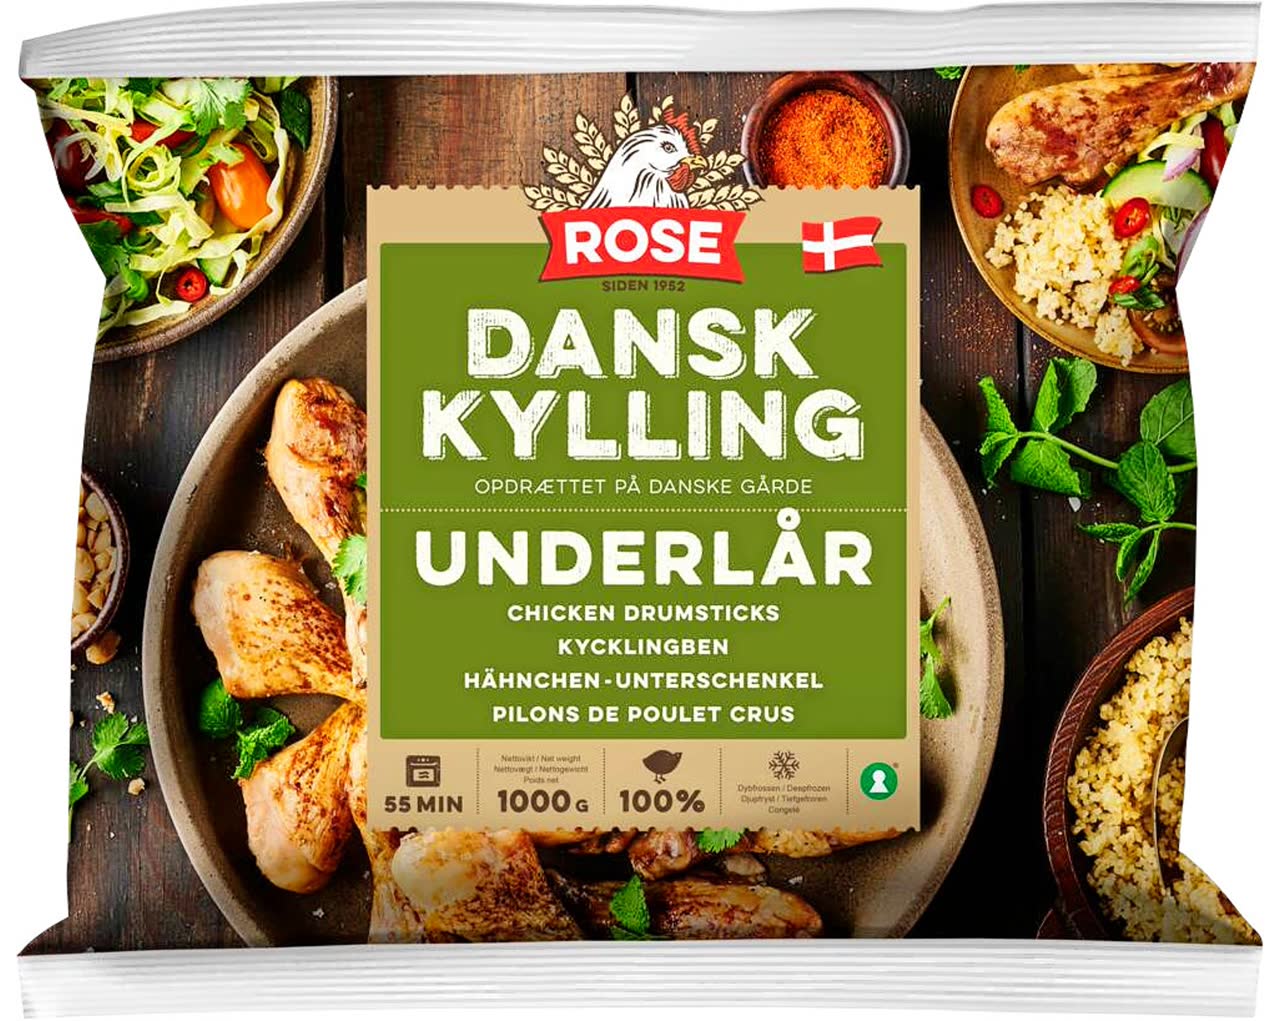 ROSE
SIDEN 1952
DANSK
KYLLING
OPDRÆTTET PÅ DANSKE GÅRDE
UNDERLÅR
CHICKEN DRUMSTICKS
KYCKLINGBEN
HÄHNCHEN-UNTERSCHENKEL
PILONS DE POULET CRUS
55 MIN
Nettovikt / Net weight
Nettovægt / Nettogewicht
Poids net
1000 G
100%
Dybfrossen / Deepfrozen
Djupfryst / Tiefgefroren
Congelé